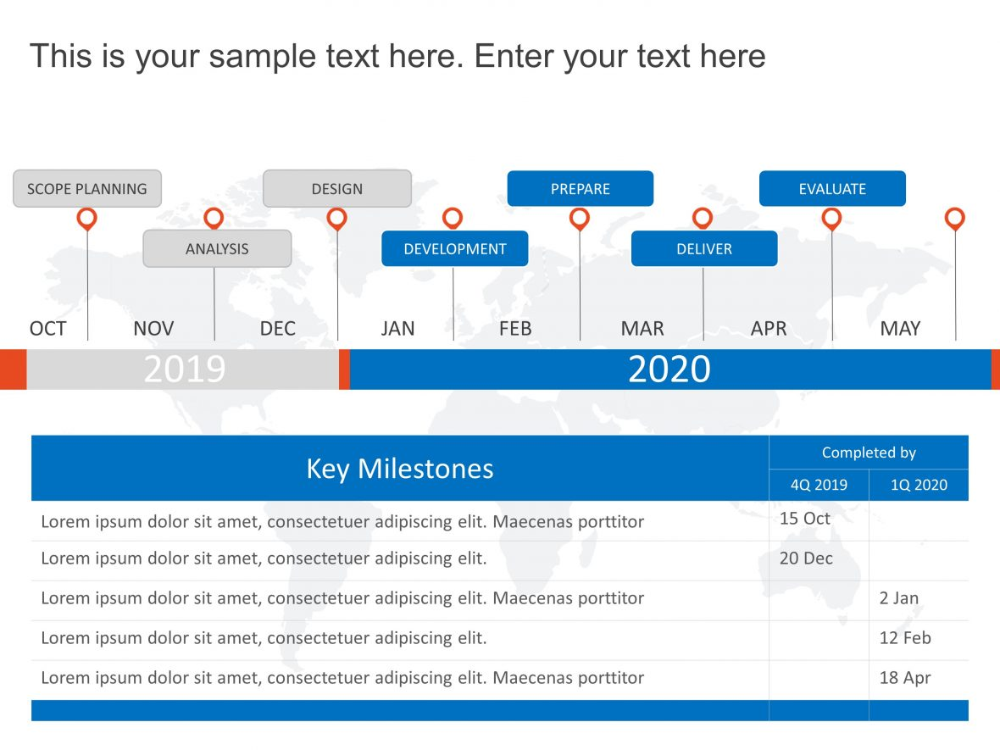 This is your sample text here. Enter your text here
SCOPE PLANNING
DESIGN
PREPARE
EVALUATE
ANALYSIS
DEVELOPMENT
DELIVER
OCT
NOV
DEC
JAN
FEB
MAR
APR
MAY
2019
2020
Key Milestones
Completed by
4Q 2019
1Q 2020
Lorem ipsum dolor sit amet, consectetuer adipiscing elit. Maecenas porttitor
15 Oct
Lorem ipsum dolor sit amet, consectetuer adipiscing elit.
20 Dec
Lorem ipsum dolor sit amet, consectetuer adipiscing elit. Maecenas porttitor
2 Jan
Lorem ipsum dolor sit amet, consectetuer adipiscing elit.
12 Feb
Lorem ipsum dolor sit amet, consectetuer adipiscing elit. Maecenas porttitor
18 Apr